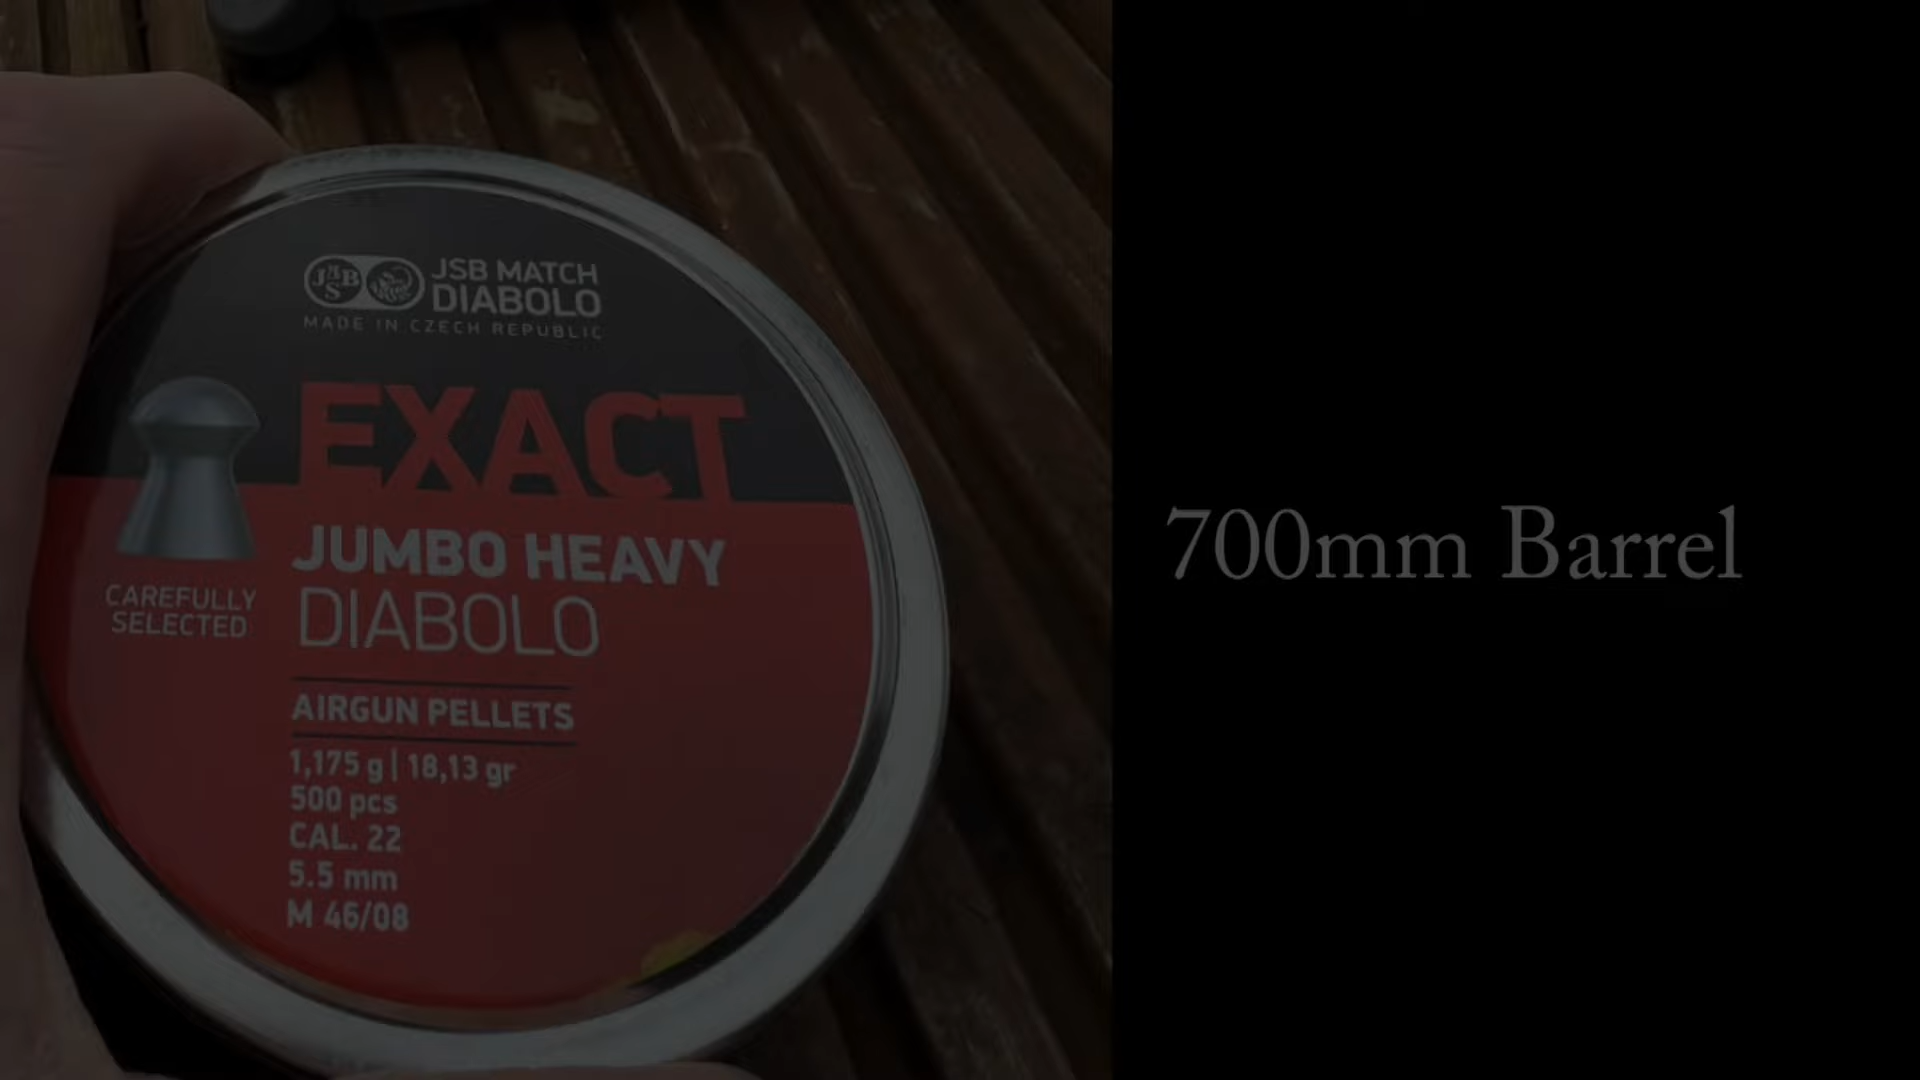 JSB
JSB MATCH
DIABOLO
MADE IN CZECH REPUBLIC
EXACT
JUMBO HEAVY
DIABOLO
CAREFULLY
SELECTED
AIRGUN PELLETS
1,175 g | 18,13 gr
500 pcs
CAL. 22
5.5 mm
M 46/08
700mm Barrel